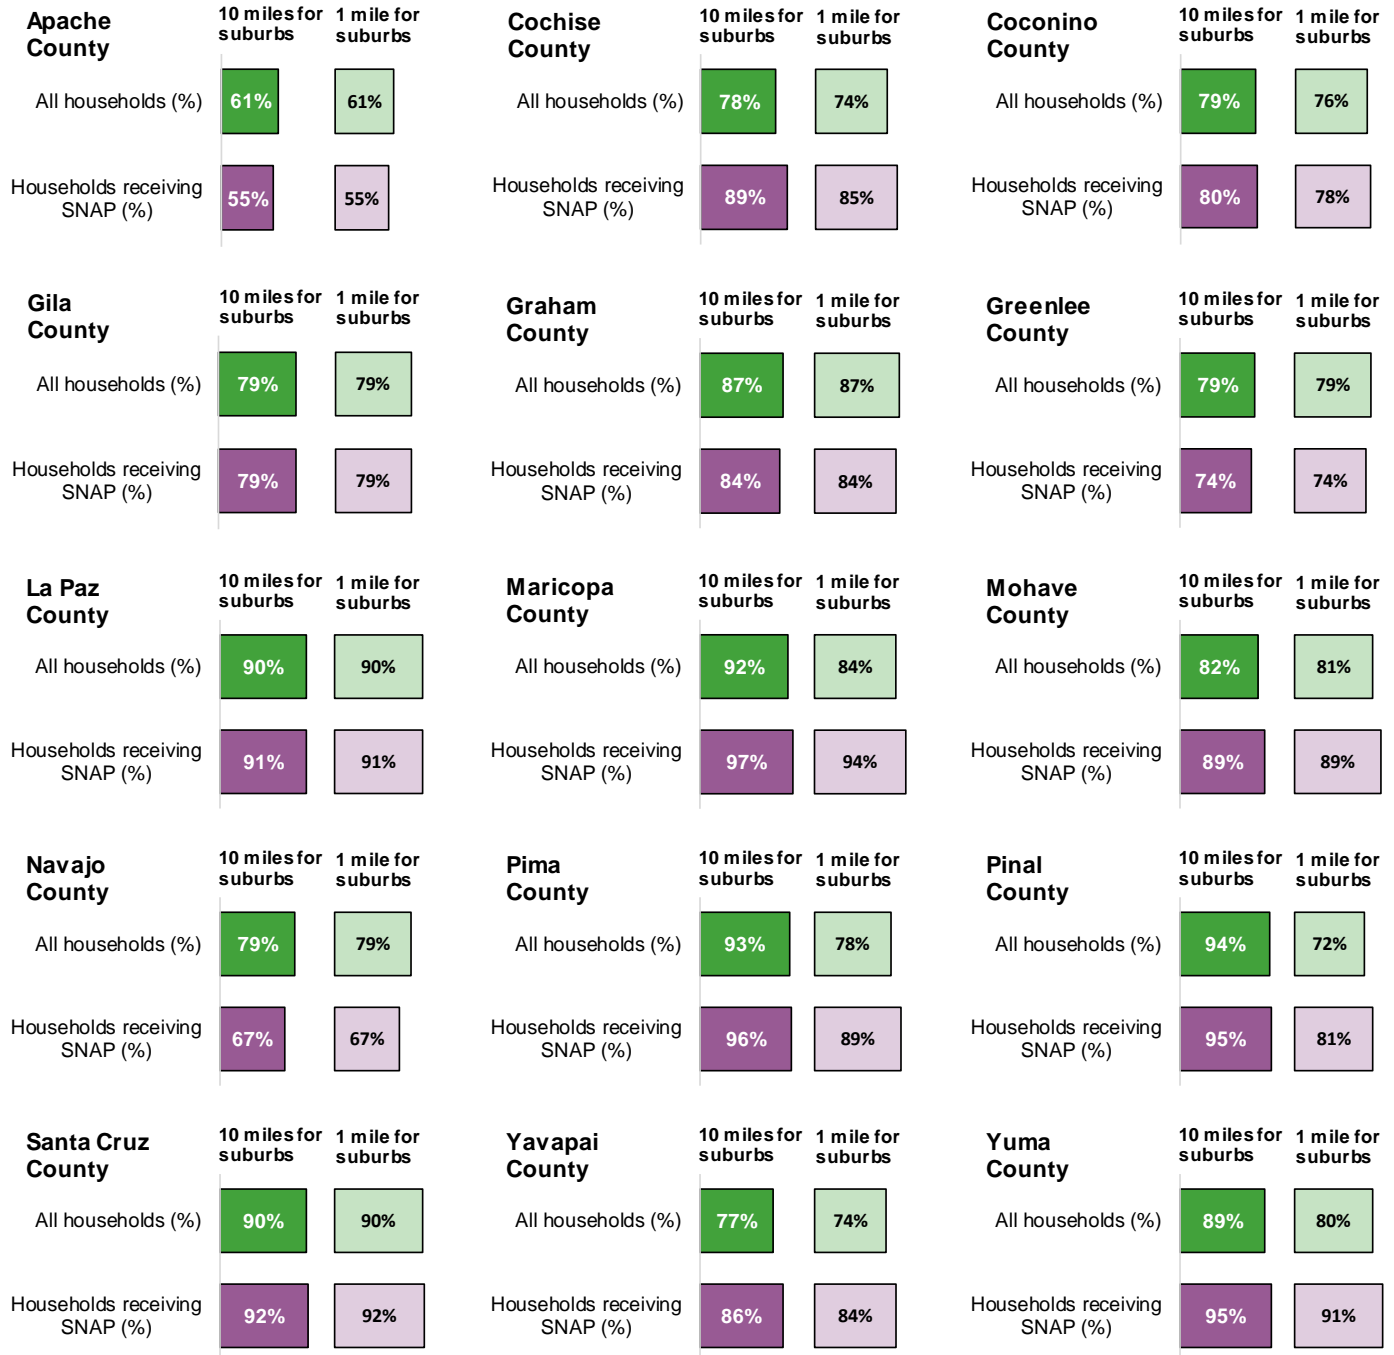 Apache
County
10 miles for
suburbs
1 mile for
suburbs
All households (%)
61%
61%
Households receiving
SNAP (%)
55%
55%
Cochise
County
10 miles for
suburbs
1 mile for
suburbs
All households (%)
78%
74%
Households receiving
SNAP (%)
89%
85%
Coconino
County
10 miles for
suburbs
1 mile for
suburbs
All households (%)
79%
76%
Households receiving
SNAP (%)
80%
78%
Gila
County
10 miles for
suburbs
1 mile for
suburbs
All households (%)
79%
79%
Households receiving
SNAP (%)
79%
79%
Graham
County
10 miles for
suburbs
1 mile for
suburbs
All households (%)
87%
87%
Households receiving
SNAP (%)
84%
84%
Greenlee
County
10 miles for
suburbs
1 mile for
suburbs
All households (%)
79%
79%
Households receiving
SNAP (%)
74%
74%
La Paz
County
10 miles for
suburbs
1 mile for
suburbs
All households (%)
90%
90%
Households receiving
SNAP (%)
91%
91%
Maricopa
County
10 miles for
suburbs
1 mile for
suburbs
All households (%)
92%
84%
Households receiving
SNAP (%)
97%
94%
Mohave
County
10 miles for
suburbs
1 mile for
suburbs
All households (%)
82%
81%
Households receiving
SNAP (%)
89%
89%
Navajo
County
10 miles for
suburbs
1 mile for
suburbs
All households (%)
79%
79%
Households receiving
SNAP (%)
67%
67%
Pima
County
10 miles for
suburbs
1 mile for
suburbs
All households (%)
93%
78%
Households receiving
SNAP (%)
96%
89%
Pinal
County
10 miles for
suburbs
1 mile for
suburbs
All households (%)
94%
72%
Households receiving
SNAP (%)
95%
81%
Santa Cruz
County
10 miles for
suburbs
1 mile for
suburbs
All households (%)
90%
90%
Households receiving
SNAP (%)
92%
92%
Yavapai
County
10 miles for
suburbs
1 mile for
suburbs
All households (%)
77%
74%
Households receiving
SNAP (%)
86%
84%
Yuma
County
10 miles for
suburbs
1 mile for
suburbs
All households (%)
89%
80%
Households receiving
SNAP (%)
95%
91%